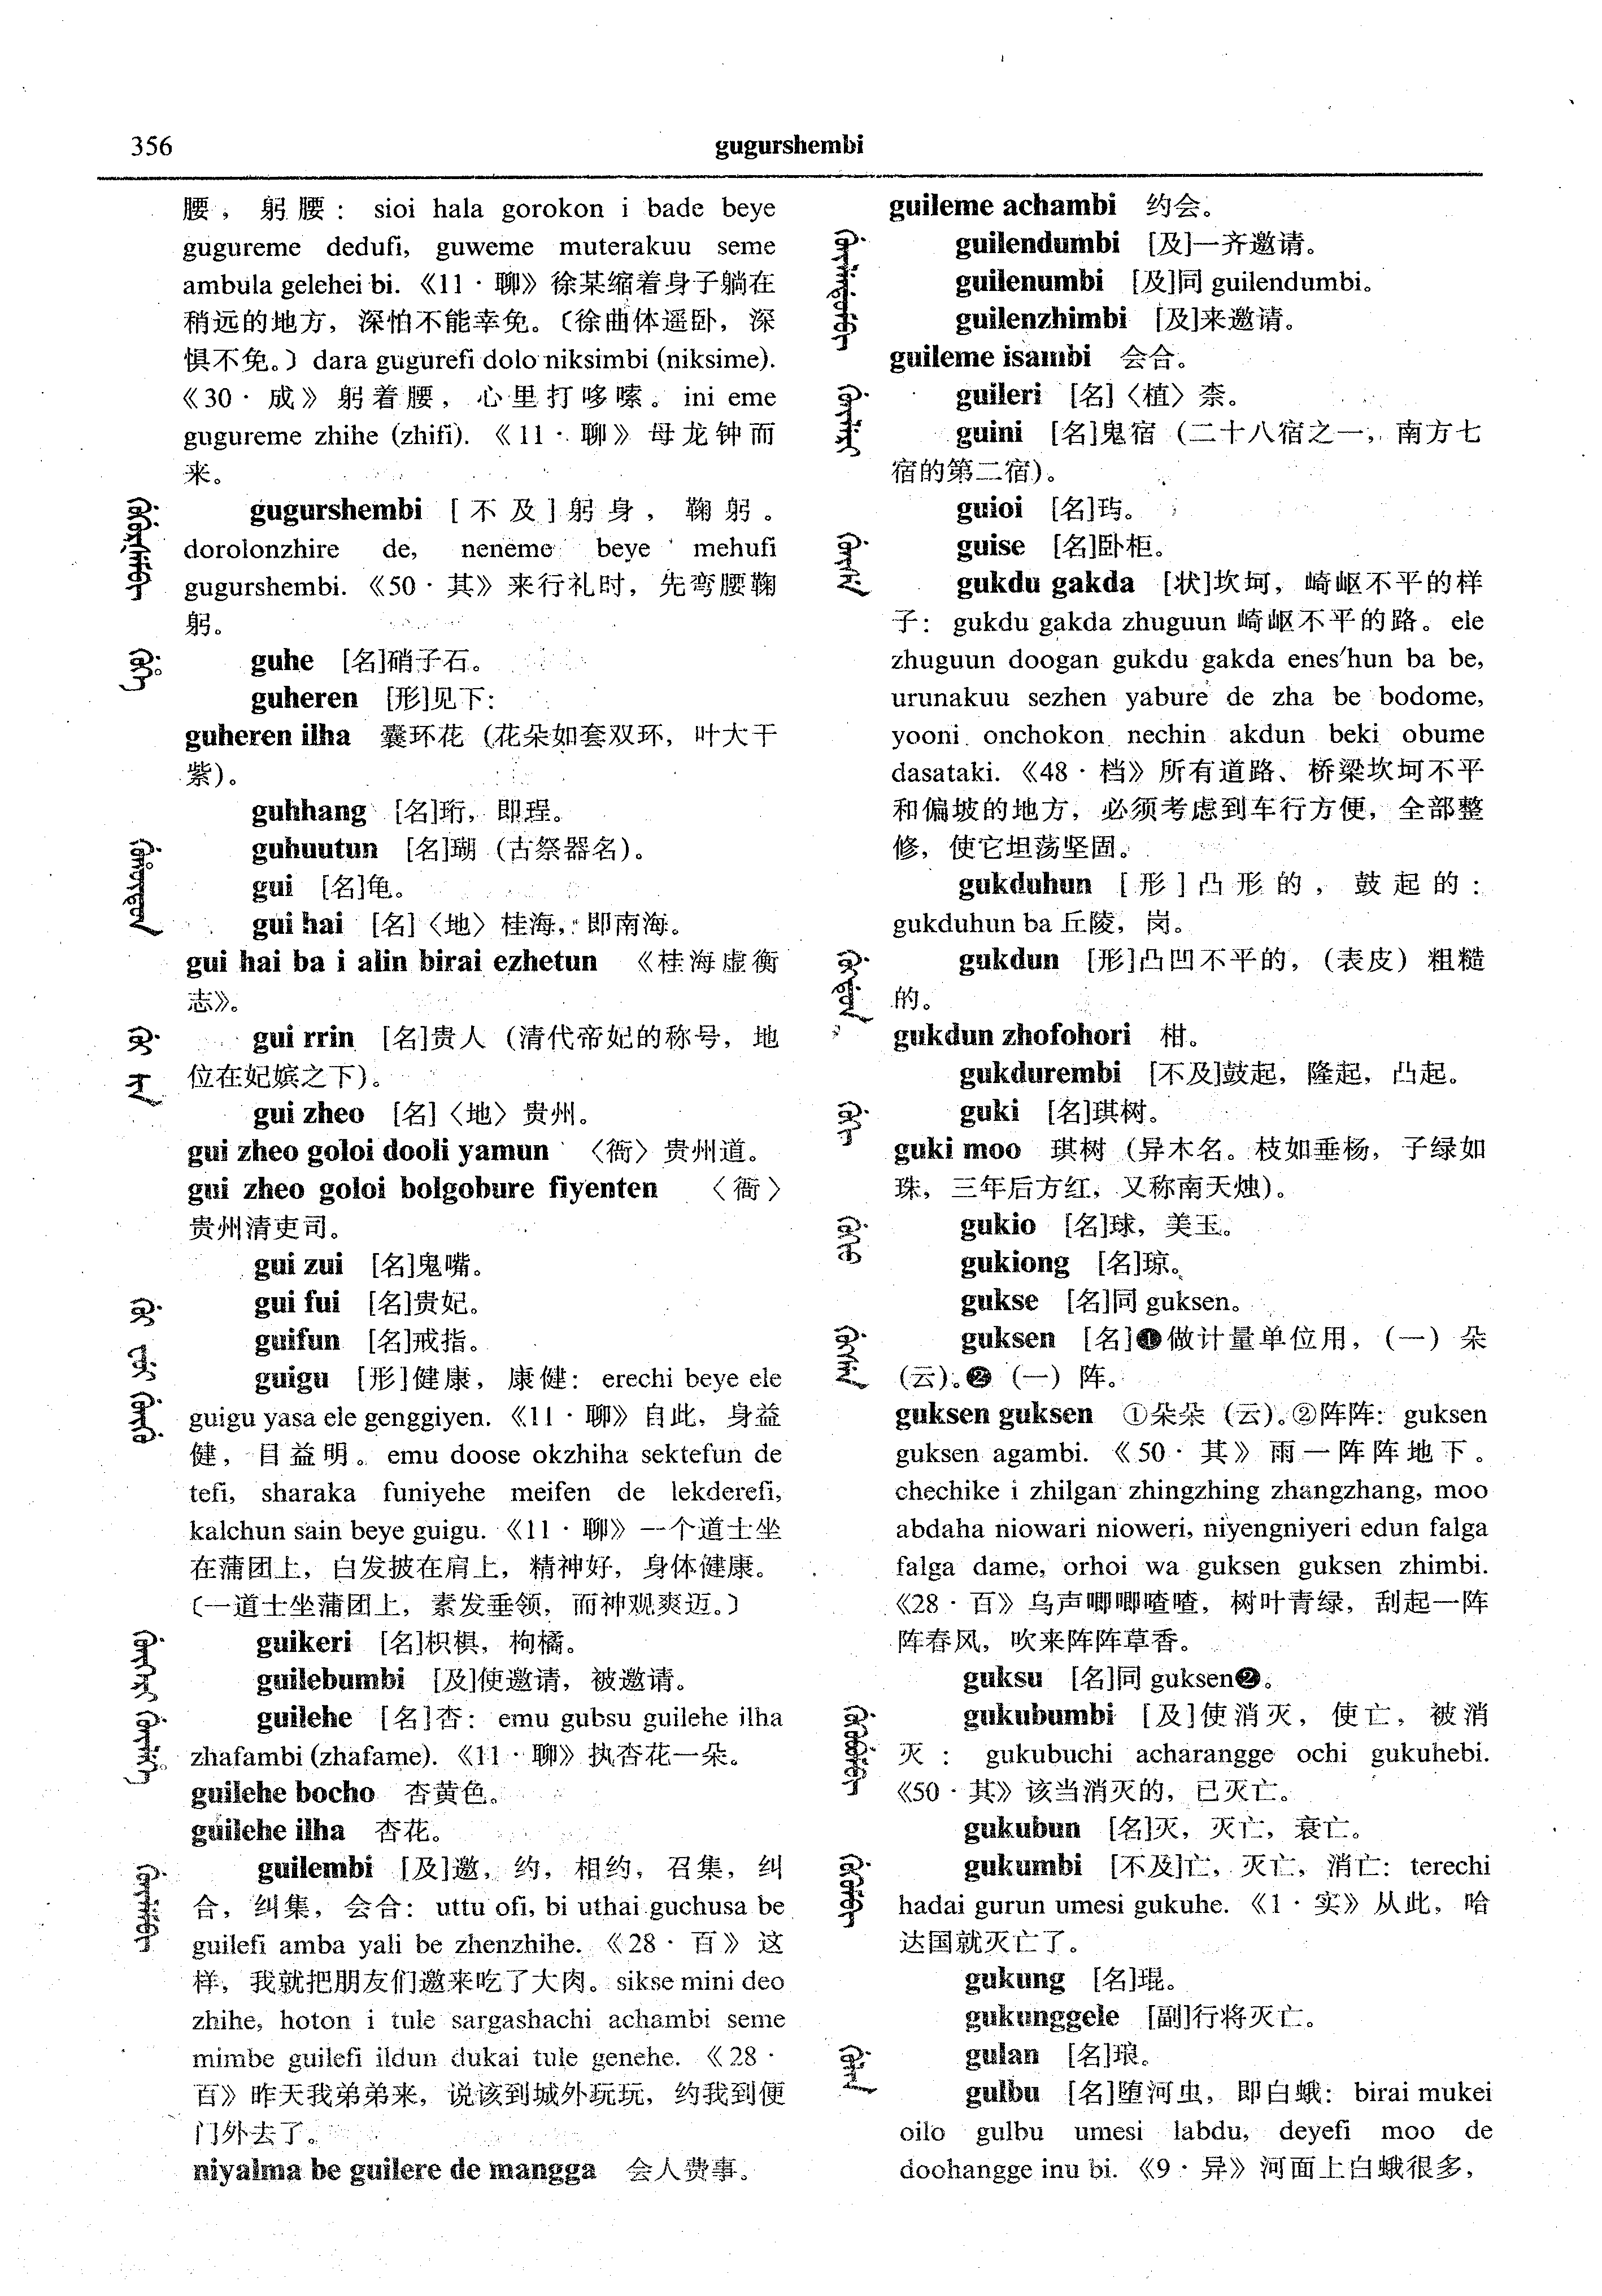 356
gugurshembi
腰， 躬腰： sioi hala gorokon i bade beye
gugureme dedufi, guweme muterakuu seme
ambula gelehei bi.《11·聊》徐某缩着身子躺在
稍远的地方，深怕不能幸免。〔徐曲体遥卧，深
惧不免。〕dara gugurefi dolo niksimbi (niksime).
《30·成》躬着腰，心里打哆嗦。ini eme
gugureme zhihe (zhifi). 《11·聊》母龙钟而
来。
gugurshembi [不及]躬身，鞠躬。
dorolonzhire de, neneme beye mehufi
gugurshembi.《50·其》来行礼时，先弯腰鞠
躬。
guhe [名]硝子石。
guheren [形]见下：
guheren ilha 囊环花（花朵如套双环，叶大干
紫）。
guhhang [名]珩，即珵。
guhuutun [名]瑚（古祭器名）。
gui [名]龟。
gui hai [名]〈地〉桂海，即南海。
gui hai ba i alin birai ezhetun 《桂海虚衡
志》。
gui rrin [名]贵人（清代帝妃的称号，地
位在妃嫔之下）。
gui zheo [名]〈地〉贵州。
gui zheo goloi dooli yamun 〈衙〉贵州道。
gui zheo goloi bolgobure fiyenten 〈衙〉
贵州清吏司。
gui zui [名]鬼嘴。
gui fui [名]贵妃。
guifun [名]戒指。
guigu [形]健康，康健：erechi beye ele
guigu yasa ele genggiyen.《11·聊》自此，身益
健，目益明。emu doose okzhiha sektefun de
tefi, sharaka funiyehe meifen de lekderefi,
kalchun sain beye guigu.《11·聊》一个道士坐
在蒲团上，白发披在肩上，精神好，身体健康。
〔一道士坐蒲团上，素发垂领，而神观爽迈。〕
guikeri [名]枳椇，枸橘。
guilebumbi [及]使邀请，被邀请。
guilehe [名]杏：emu gubsu guilehe ilha
zhafambi (zhafame).《11·聊》执杏花一朵。
guilehe bocho 杏黄色。
guilehe ilha 杏花。
guilembi [及]邀，约，相约，召集，纠
合，纠集，会合：uttu ofi, bi uthai guchusa be
guilefi amba yali be zhenzhihe.《28·百》这
样，我就把朋友们邀来吃了大肉。sikse mini deo
zhihe, hoton i tule sargashachi achambi seme
mimbe guilefi ildun dukai tule genehe. 《28·
百》昨天我弟弟来，说该到城外玩玩，约我到便
门外去了。
niyalma be guilere de mangga 会人费事。
guileme achambi 约会。
guilendumbi [及]一齐邀请。
guilenumbi [及]同 guilendumbi。
guilenzhimbi [及]来邀请。
guileme isambi 会合。
guileri [名]〈植〉柰。
guini [名]鬼宿（二十八宿之一，南方七
宿的第二宿）。
guioi [名]玙。
guise [名]卧柜。
gukdu gakda [状]坎坷，崎岖不平的样
子：gukdu gakda zhuguun 崎岖不平的路。ele
zhuguun doogan gukdu gakda enes'hun ba be,
urunakuu sezhen yabure de zha be bodome,
yooni onchokon nechin akdun beki obume
dasataki.《48·档》所有道路、桥梁坎坷不平
和偏坡的地方，必须考虑到车行方便，全部整
修，使它坦荡坚固。
gukduhun [形]凸形的，鼓起的：
gukduhun ba 丘陵，岗。
gukdun [形]凸凹不平的，（表皮）粗糙
的。
gukdun zhofohori 柑。
gukdurembi [不及]鼓起，隆起，凸起。
guki [名]琪树。
guki moo 琪树（异木名。枝如垂杨，子绿如
珠，三年后方红，又称南天烛）。
gukio [名]球，美玉。
gukiong [名]琼。
gukse [名]同 guksen。
guksen [名]❶做计量单位用，（一）朵
（云）。❷（一）阵。
guksen guksen ①朵朵（云）。②阵阵：guksen
guksen agambi.《50·其》雨一阵阵地下。
chechike i zhilgan zhingzhing zhangzhang, moo
abdaha niowari nioweri, niyengniyeri edun falga
falga dame, orhoi wa guksen guksen zhimbi.
《28·百》鸟声唧唧喳喳，树叶青绿，刮起一阵
阵春风，吹来阵阵草香。
guksu [名]同 guksen❷。
gukubumbi [及]使消灭，使亡，被消
灭： gukubuchi acharangge ochi gukuhebi.
《50·其》该当消灭的，已灭亡。
gukubun [名]灭，灭亡，衰亡。
gukumbi [不及]亡，灭亡，消亡：terechi
hadai gurun umesi gukuhe.《1·实》从此，哈
达国就灭亡了。
gukung [名]琨。
gukunggele [副]行将灭亡。
gulan [名]琅。
gulbu [名]堕河虫，即白蛾：birai mukei
oilo gulbu umesi labdu, deyefi moo de
doohangge inu bi.《9·异》河面上白蛾很多，